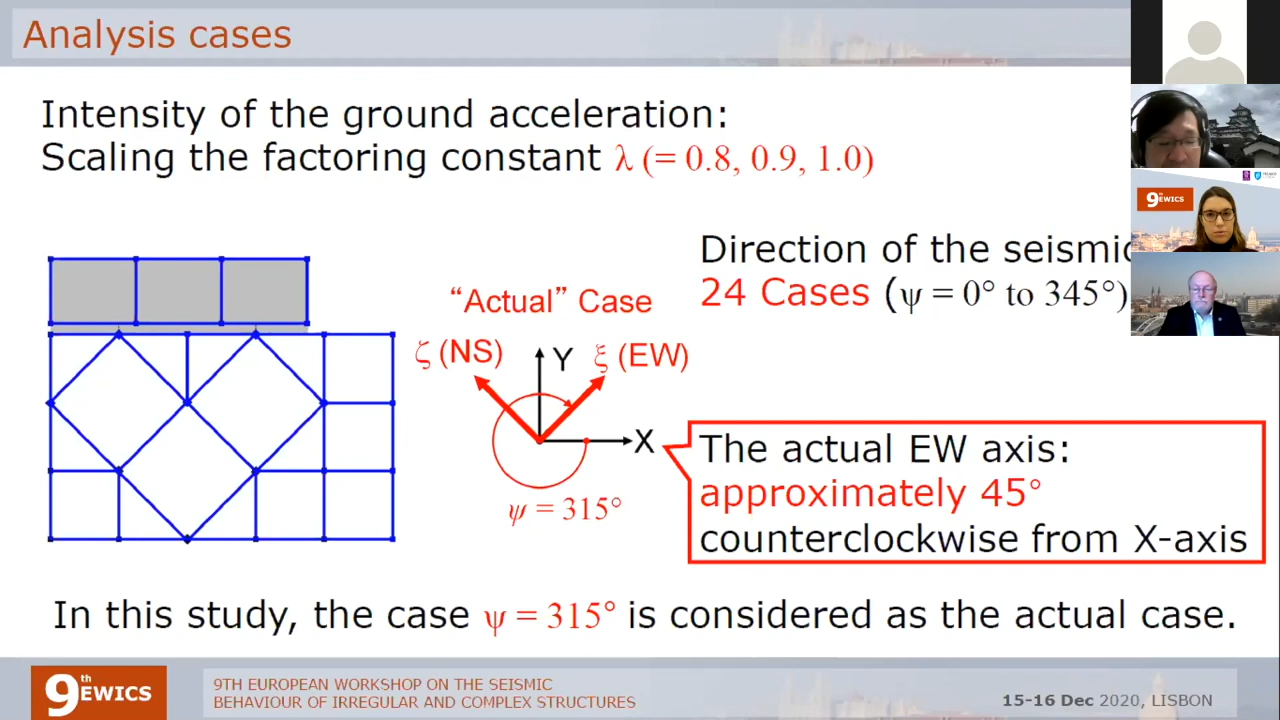 Analysis cases
Intensity of the ground acceleration:
Scaling the factoring constant λ (= 0.8, 0.9, 1.0)
Direction of the seismic
24 Cases (ψ = 0° to 345°)
“Actual” Case
ζ (NS)
Y
ξ (EW)
X
ψ = 315°
The actual EW axis:
approximately 45°
counterclockwise from X-axis
In this study, the case ψ = 315° is considered as the actual case.
9th EWICS
9TH EUROPEAN WORKSHOP ON THE SEISMIC
BEHAVIOUR OF IRREGULAR AND COMPLEX STRUCTURES
15-16 Dec 2020, LISBON
9th EWICS